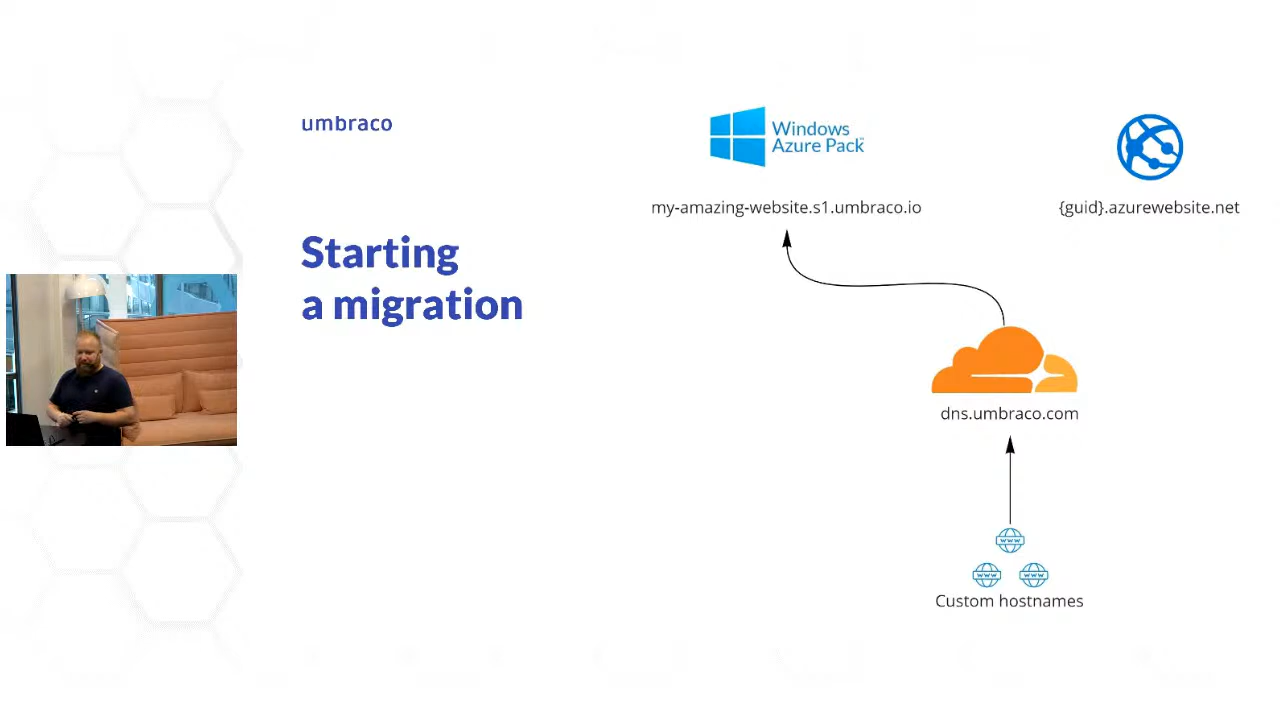 umbraco
Starting
a migration
Windows
Azure Pack
my-amazing-website.s1.umbraco.io
{guid}.azurewebsite.net
dns.umbraco.com
www
www
www
Custom hostnames